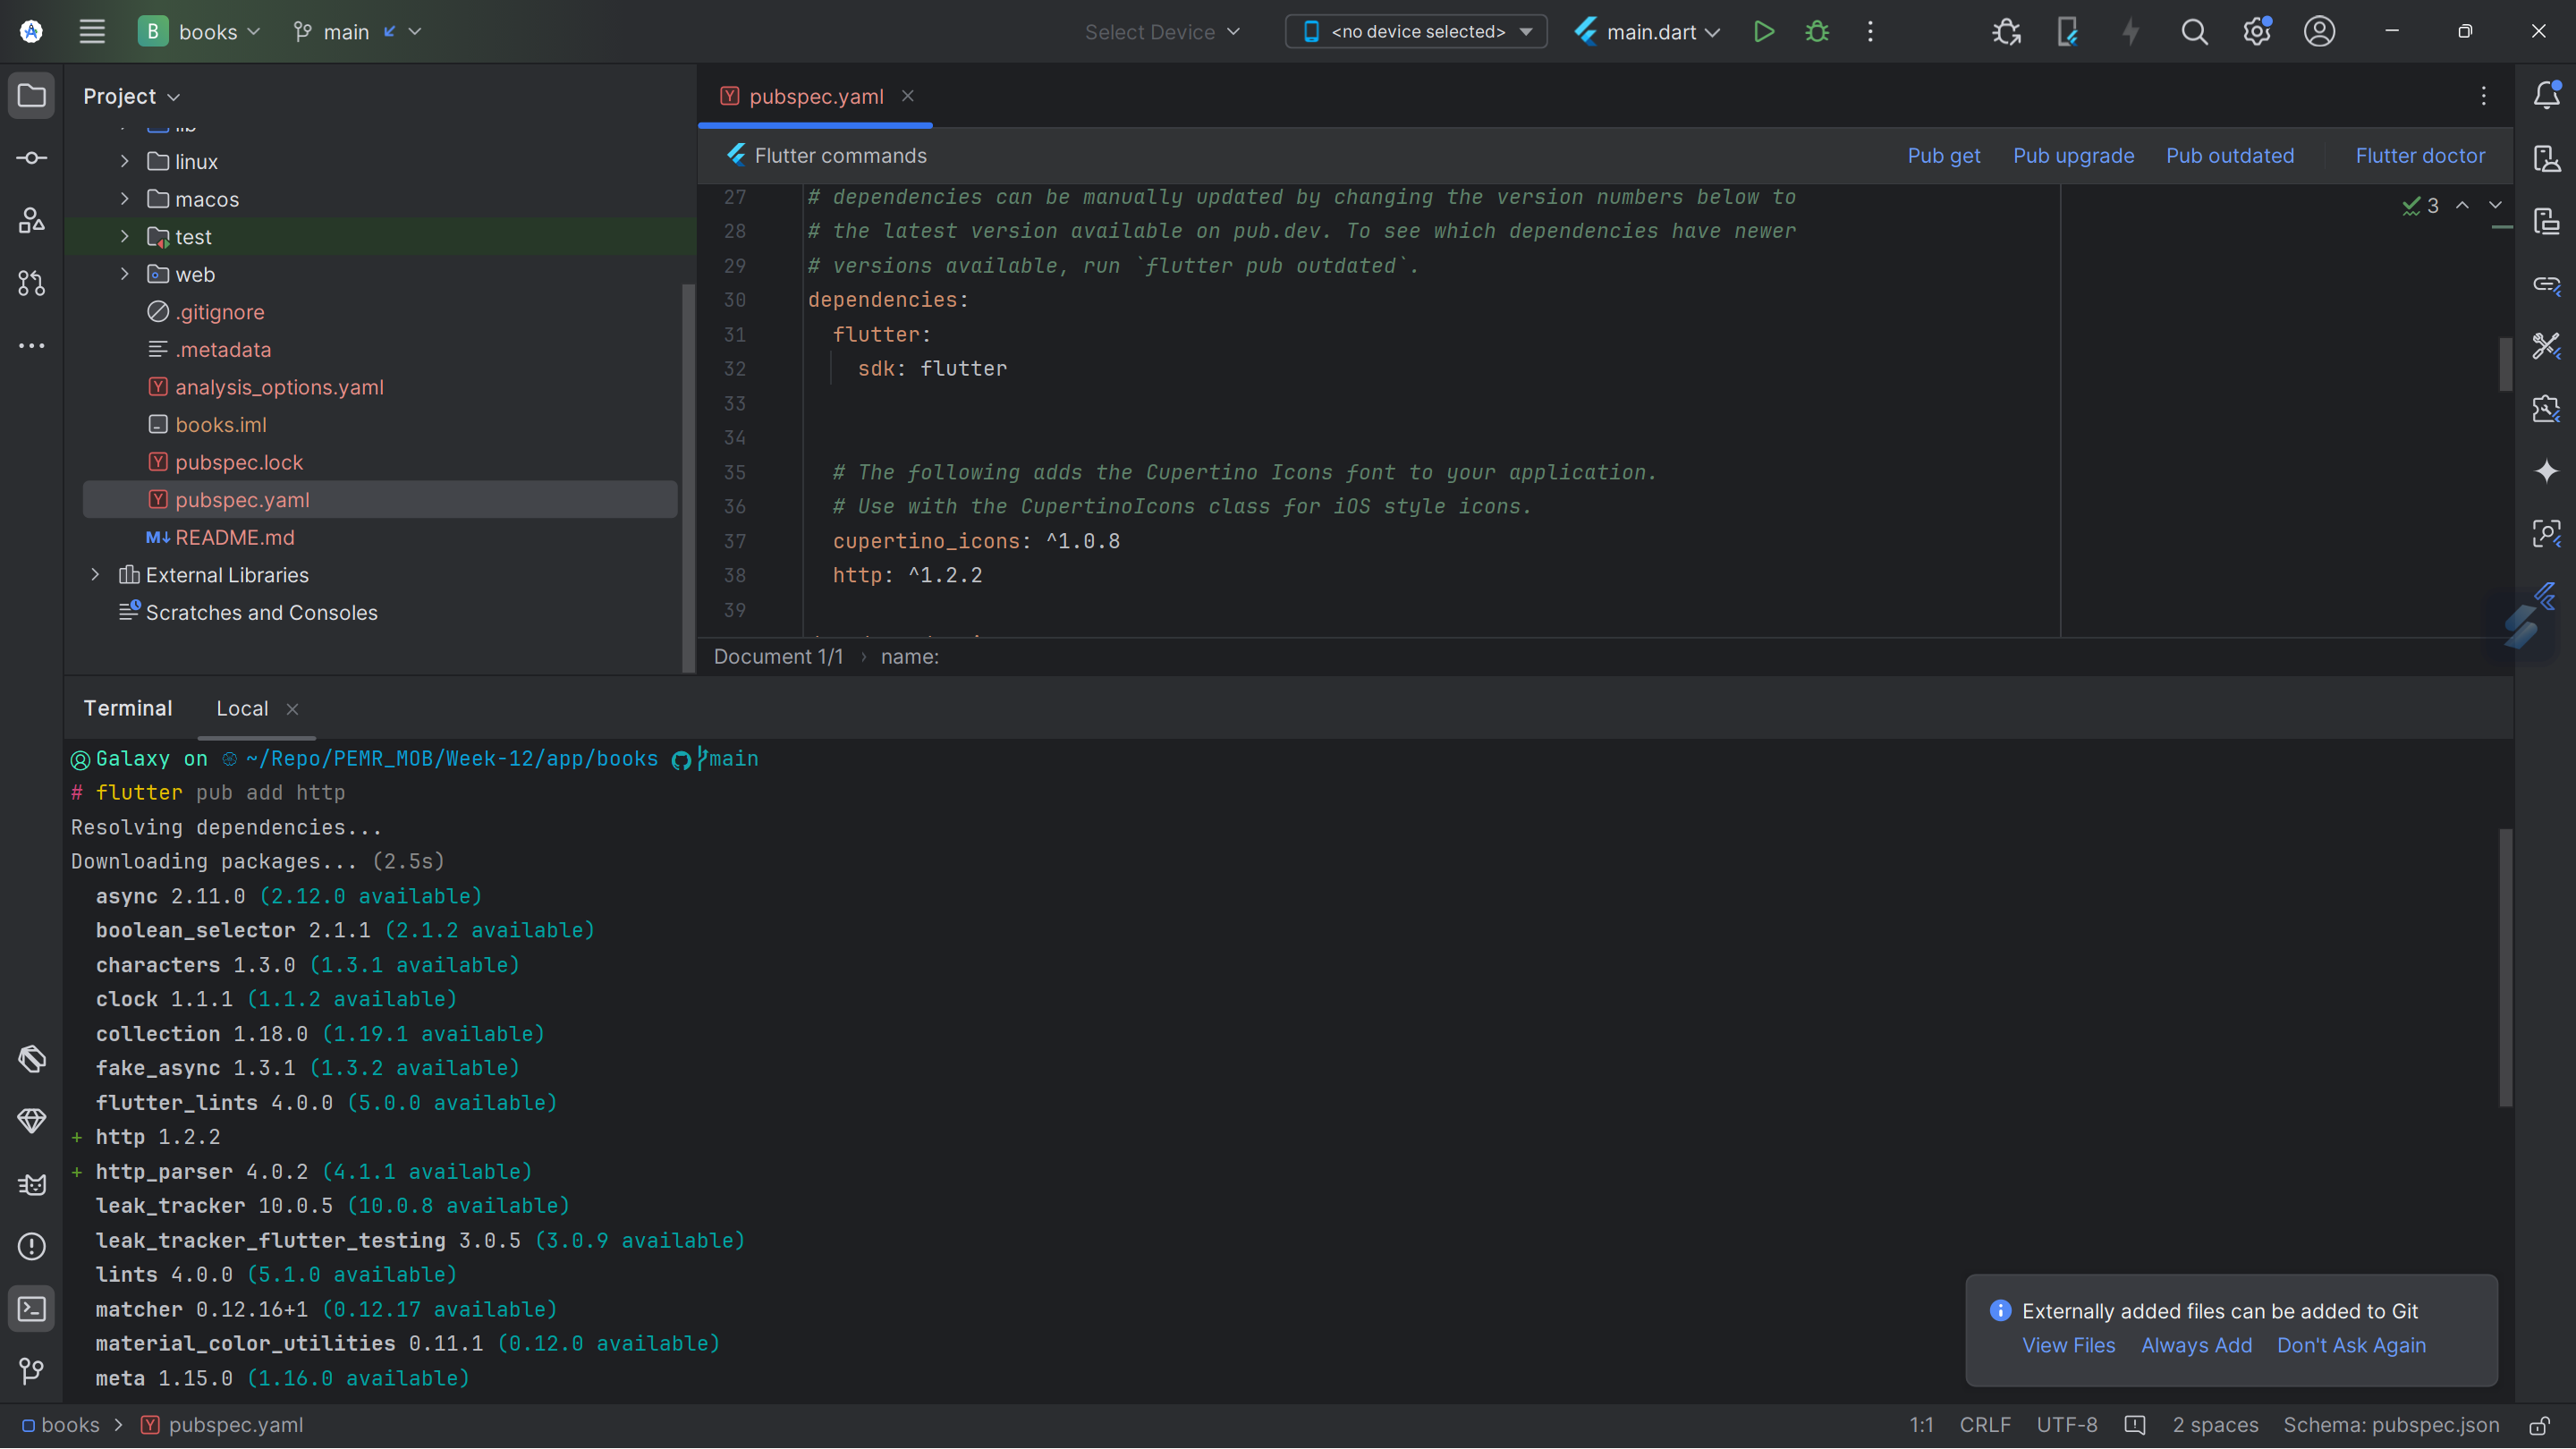 B books main Select Device <no device selected> main.dart
Project
lib
linux
macos
test
web
.gitignore
.metadata
analysis_options.yaml
books.iml
pubspec.lock
pubspec.yaml
README.md
External Libraries
Scratches and Consoles
pubspec.yaml
Flutter commands Pub get Pub upgrade Pub outdated Flutter doctor
3
27 # dependencies can be manually updated by changing the version numbers below to
28 # the latest version available on pub.dev. To see which dependencies have newer
29 # versions available, run `flutter pub outdated`.
30 dependencies:
31 flutter:
32 sdk: flutter
33
34
35 # The following adds the Cupertino Icons font to your application.
36 # Use with the CupertinoIcons class for iOS style icons.
37 cupertino_icons: ^1.0.8
38 http: ^1.2.2
39
Document 1/1 › name:
Terminal Local
Galaxy on ~/Repo/PEMR_MOB/Week-12/app/books main
# flutter pub add http
Resolving dependencies...
Downloading packages... (2.5s)
async 2.11.0 (2.12.0 available)
boolean_selector 2.1.1 (2.1.2 available)
characters 1.3.0 (1.3.1 available)
clock 1.1.1 (1.1.2 available)
collection 1.18.0 (1.19.1 available)
fake_async 1.3.1 (1.3.2 available)
flutter_lints 4.0.0 (5.0.0 available)
+ http 1.2.2
+ http_parser 4.0.2 (4.1.1 available)
leak_tracker 10.0.5 (10.0.8 available)
leak_tracker_flutter_testing 3.0.5 (3.0.9 available)
lints 4.0.0 (5.1.0 available)
matcher 0.12.16+1 (0.12.17 available)
material_color_utilities 0.11.1 (0.12.0 available)
meta 1.15.0 (1.16.0 available)
Externally added files can be added to Git
View Files Always Add Don't Ask Again
books > pubspec.yaml 1:1 CRLF UTF-8 2 spaces Schema: pubspec.json